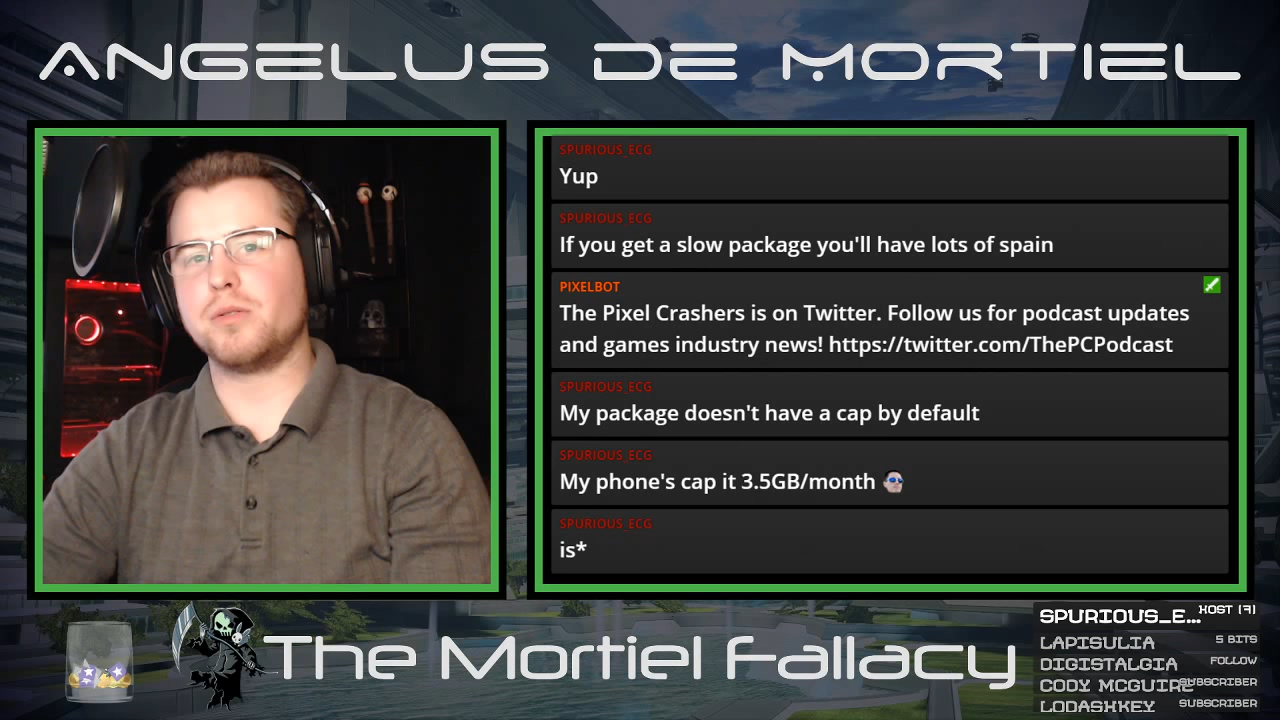 ANGELUS DE MORTIEL
SPURIOUS_ECG
Yup
SPURIOUS_ECG
If you get a slow package you'll have lots of spain
PIXELBOT
The Pixel Crashers is on Twitter. Follow us for podcast updates
and games industry news! https://twitter.com/ThePCPodcast
SPURIOUS_ECG
My package doesn't have a cap by default
SPURIOUS_ECG
My phone's cap it 3.5GB/month
SPURIOUS_ECG
is*
The Mortiel Fallacy
SPURIOUS_E... HOST (7)
LAPISULIA 5 BITS
DIGISTALGIA FOLLOW
CODY MCGUIRE SUBSCRIBER
LODASHKEY SUBSCRIBER